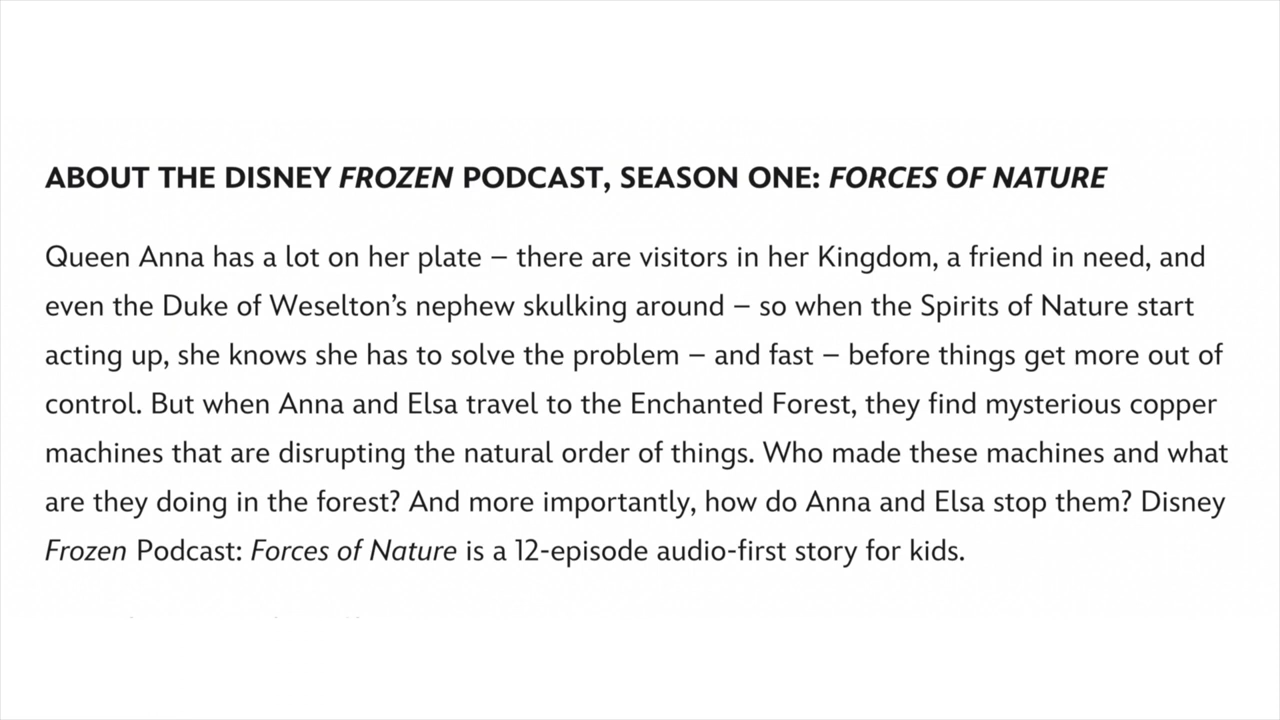 ABOUT THE DISNEY FROZEN PODCAST, SEASON ONE: FORCES OF NATURE
Queen Anna has a lot on her plate – there are visitors in her Kingdom, a friend in need, and
even the Duke of Weselton’s nephew skulking around – so when the Spirits of Nature start
acting up, she knows she has to solve the problem – and fast – before things get more out of
control. But when Anna and Elsa travel to the Enchanted Forest, they find mysterious copper
machines that are disrupting the natural order of things. Who made these machines and what
are they doing in the forest? And more importantly, how do Anna and Elsa stop them? Disney
Frozen Podcast: Forces of Nature is a 12-episode audio-first story for kids.